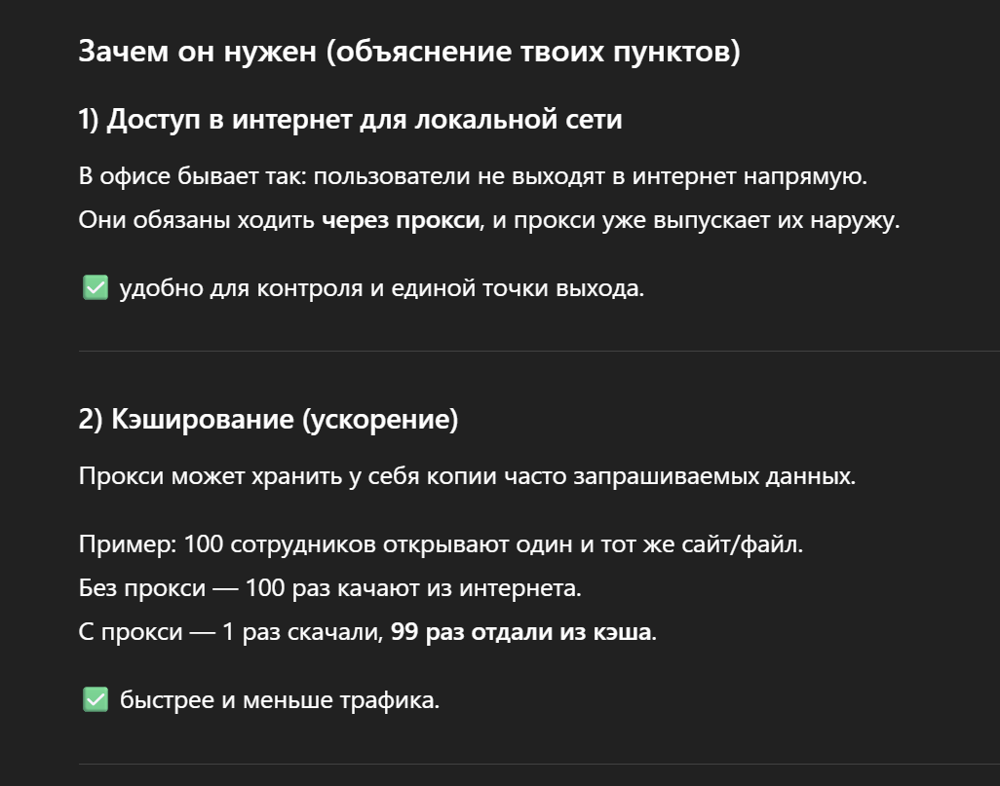 Зачем он нужен (объяснение твоих пунктов)
1) Доступ в интернет для локальной сети
В офисе бывает так: пользователи не выходят в интернет напрямую.
Они обязаны ходить через прокси, и прокси уже выпускает их наружу.
✅ удобно для контроля и единой точки выхода.
2) Кэширование (ускорение)
Прокси может хранить у себя копии часто запрашиваемых данных.
Пример: 100 сотрудников открывают один и тот же сайт/файл.
Без прокси — 100 раз качают из интернета.
С прокси — 1 раз скачали, 99 раз отдали из кэша.
✅ быстрее и меньше трафика.